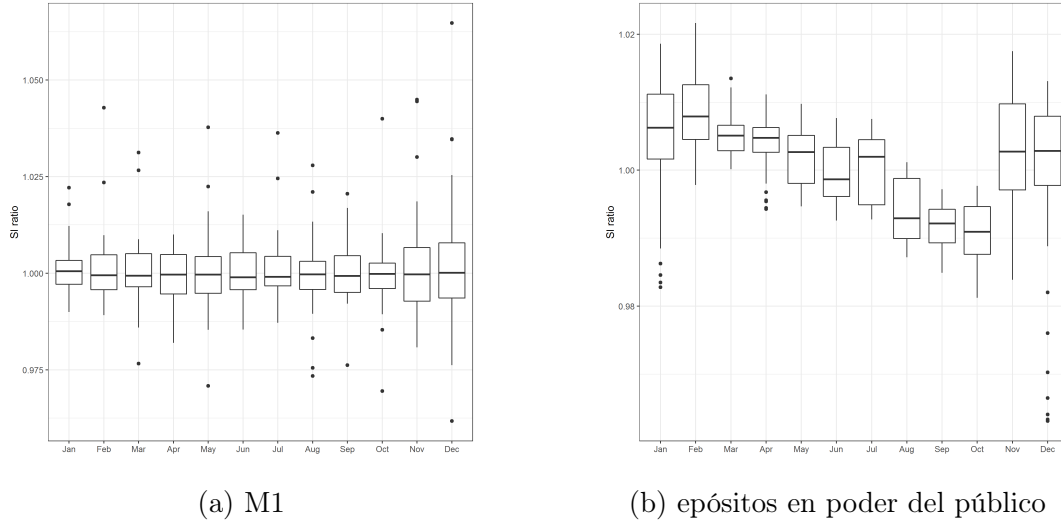 SI ratio
1.050
1.025
1.000
0.975
Jan Feb Mar Apr May Jun Jul Aug Sep Oct Nov Dec
(a) M1
SI ratio
1.02
1.00
0.98
Jan Feb Mar Apr May Jun Jul Aug Sep Oct Nov Dec
(b) epósitos en poder del público